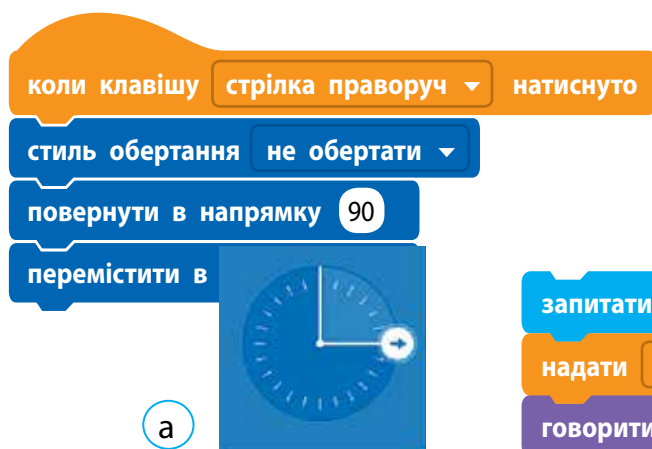 коли клавішу стрілка праворуч натиснуто
стиль обертання не обертати
повернути в напрямку 90
перемістити в
запитати
надати
говорити
а